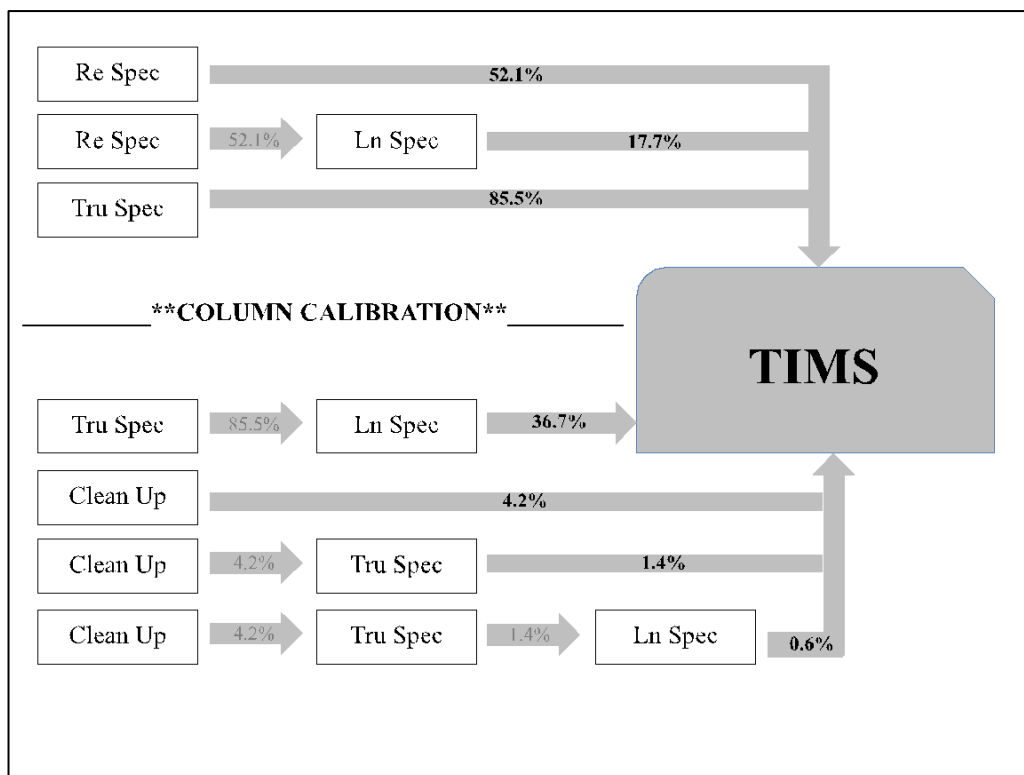 Re Spec
52.1%
Re Spec
52.1%
Ln Spec
17.7%
Tru Spec
85.5%
**COLUMN CALIBRATION**
TIMS
Tru Spec
85.5%
Ln Spec
36.7%
Clean Up
4.2%
Clean Up
4.2%
Tru Spec
1.4%
Clean Up
4.2%
Tru Spec
1.4%
Ln Spec
0.6%